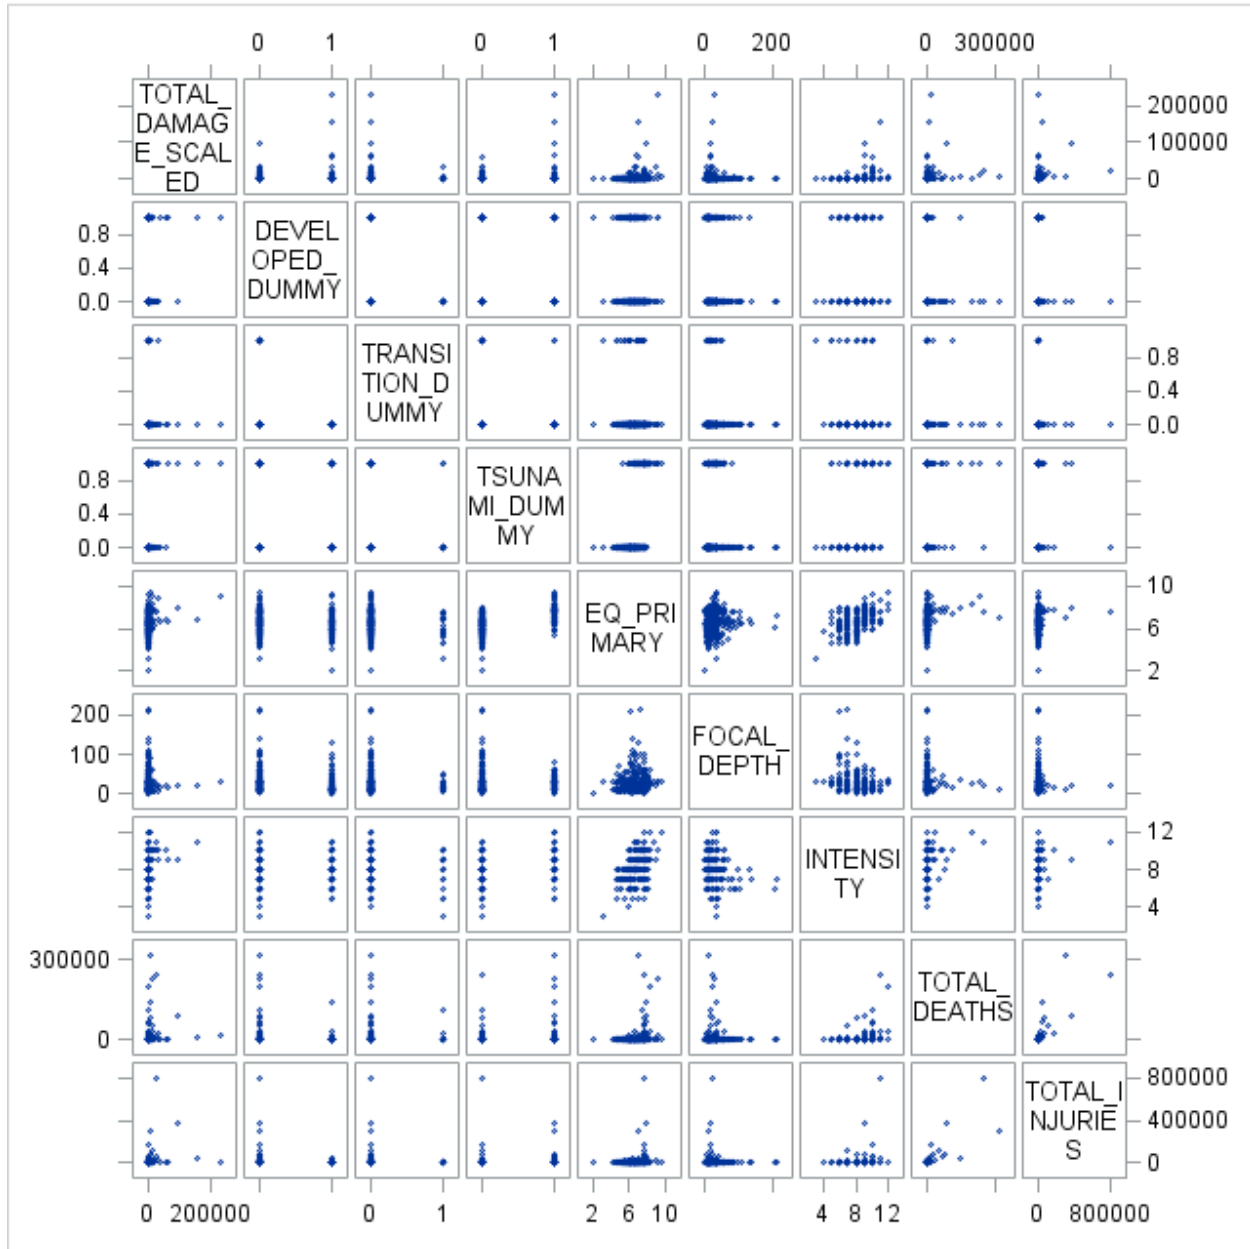 0 1 0 1 0 200 0 300000
TOTAL_
DAMAG
E_SCAL
ED
200000
100000
0
0.8
0.4
0.0
DEVEL
OPED_
DUMMY
TRANSI
TION_D
UMMY
0.8
0.4
0.0
0.8
0.4
0.0
TSUNA
MI_DUM
MY
EQ_PRI
MARY
10
6
2
200
100
0
FOCAL_
DEPTH
INTENSI
TY
12
8
4
300000
0
TOTAL_
DEATHS
TOTAL_I
NJURIE
S
800000
400000
0
0 200000 0 1 2 6 10 4 8 12 0 800000